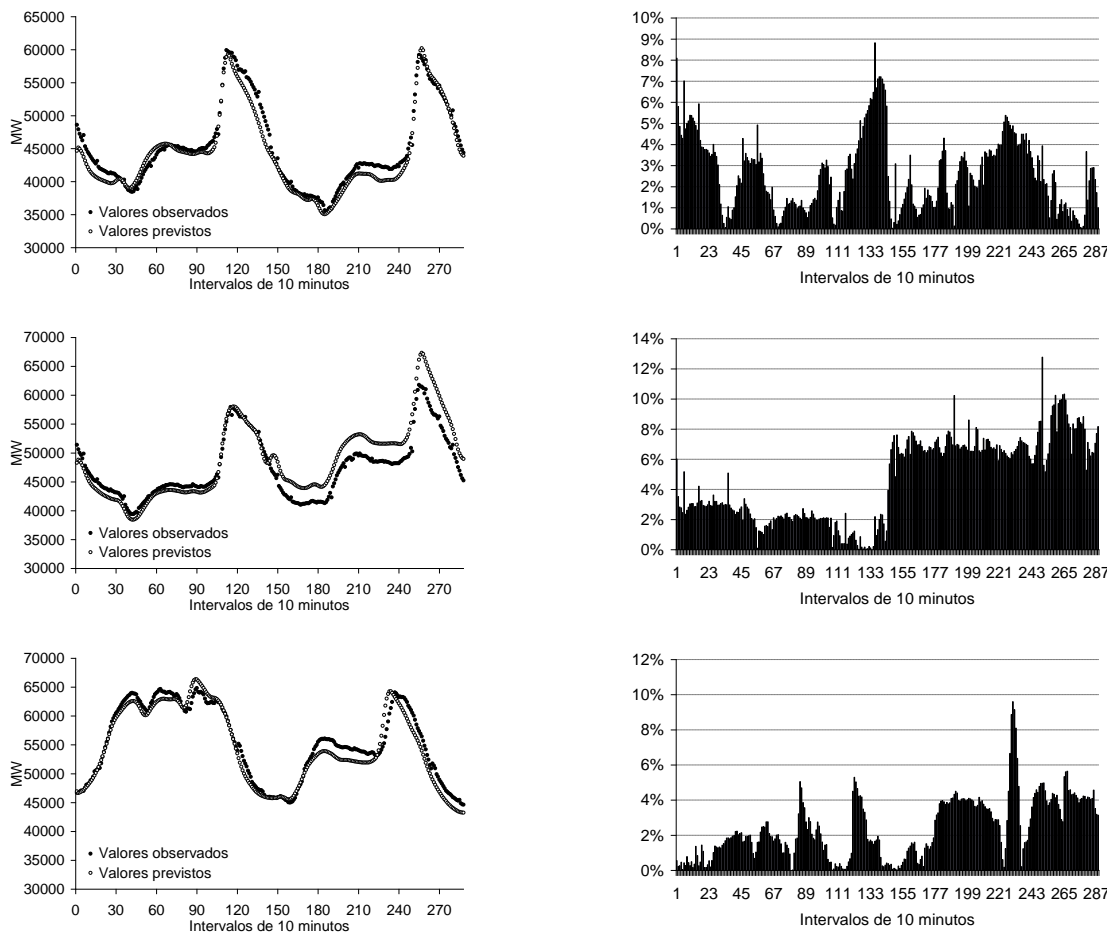 65000
60000
55000
50000
45000
40000
35000
30000
MW
Valores observados
Valores previstos
0 30 60 90 120 150 180 210 240 270
Intervalos de 10 minutos
10%
9%
8%
7%
6%
5%
4%
3%
2%
1%
0%
1 23 45 67 89 111 133 155 177 199 221 243 265 287
Intervalos de 10 minutos
70000
65000
60000
55000
50000
45000
40000
35000
30000
MW
Valores observados
Valores previstos
0 30 60 90 120 150 180 210 240 270
Intervalos de 10 minutos
14%
12%
10%
8%
6%
4%
2%
0%
1 23 45 67 89 111 133 155 177 199 221 243 265 287
Intervalos de 10 minutos
70000
65000
60000
55000
50000
45000
40000
35000
30000
MW
Valores observados
Valores previstos
0 30 60 90 120 150 180 210 240 270
Intervalos de 10 minutos
12%
10%
8%
6%
4%
2%
0%
1 23 45 67 89 111 133 155 177 199 221 243 265 287
Intervalos de 10 minutos